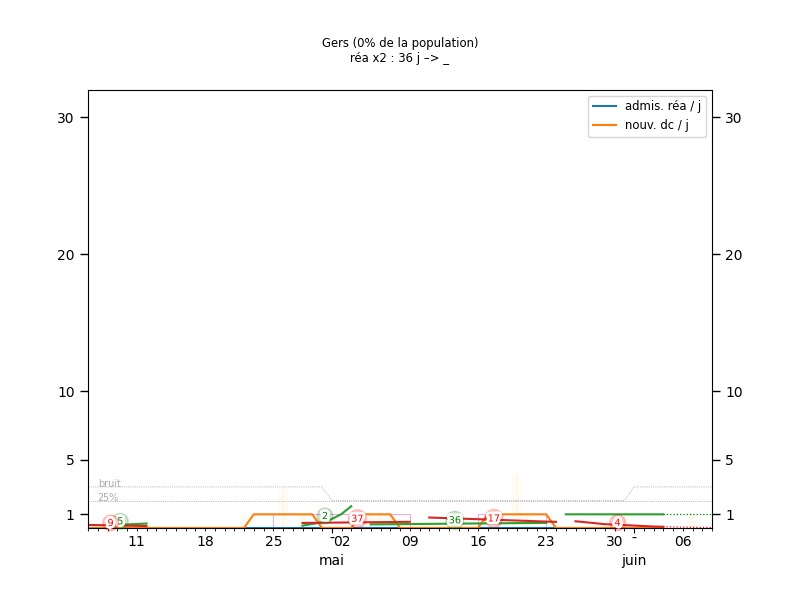 Gers (0% de la population)
réa x2 : 36 j –> _
admis. réa / j
nouv. dc / j
30 30
20 20
10 10
5 5
bruit
25%
1 1
9 5 2 37 36 17 4
11 18 25 02 09 16 23 30 - 06
mai juin